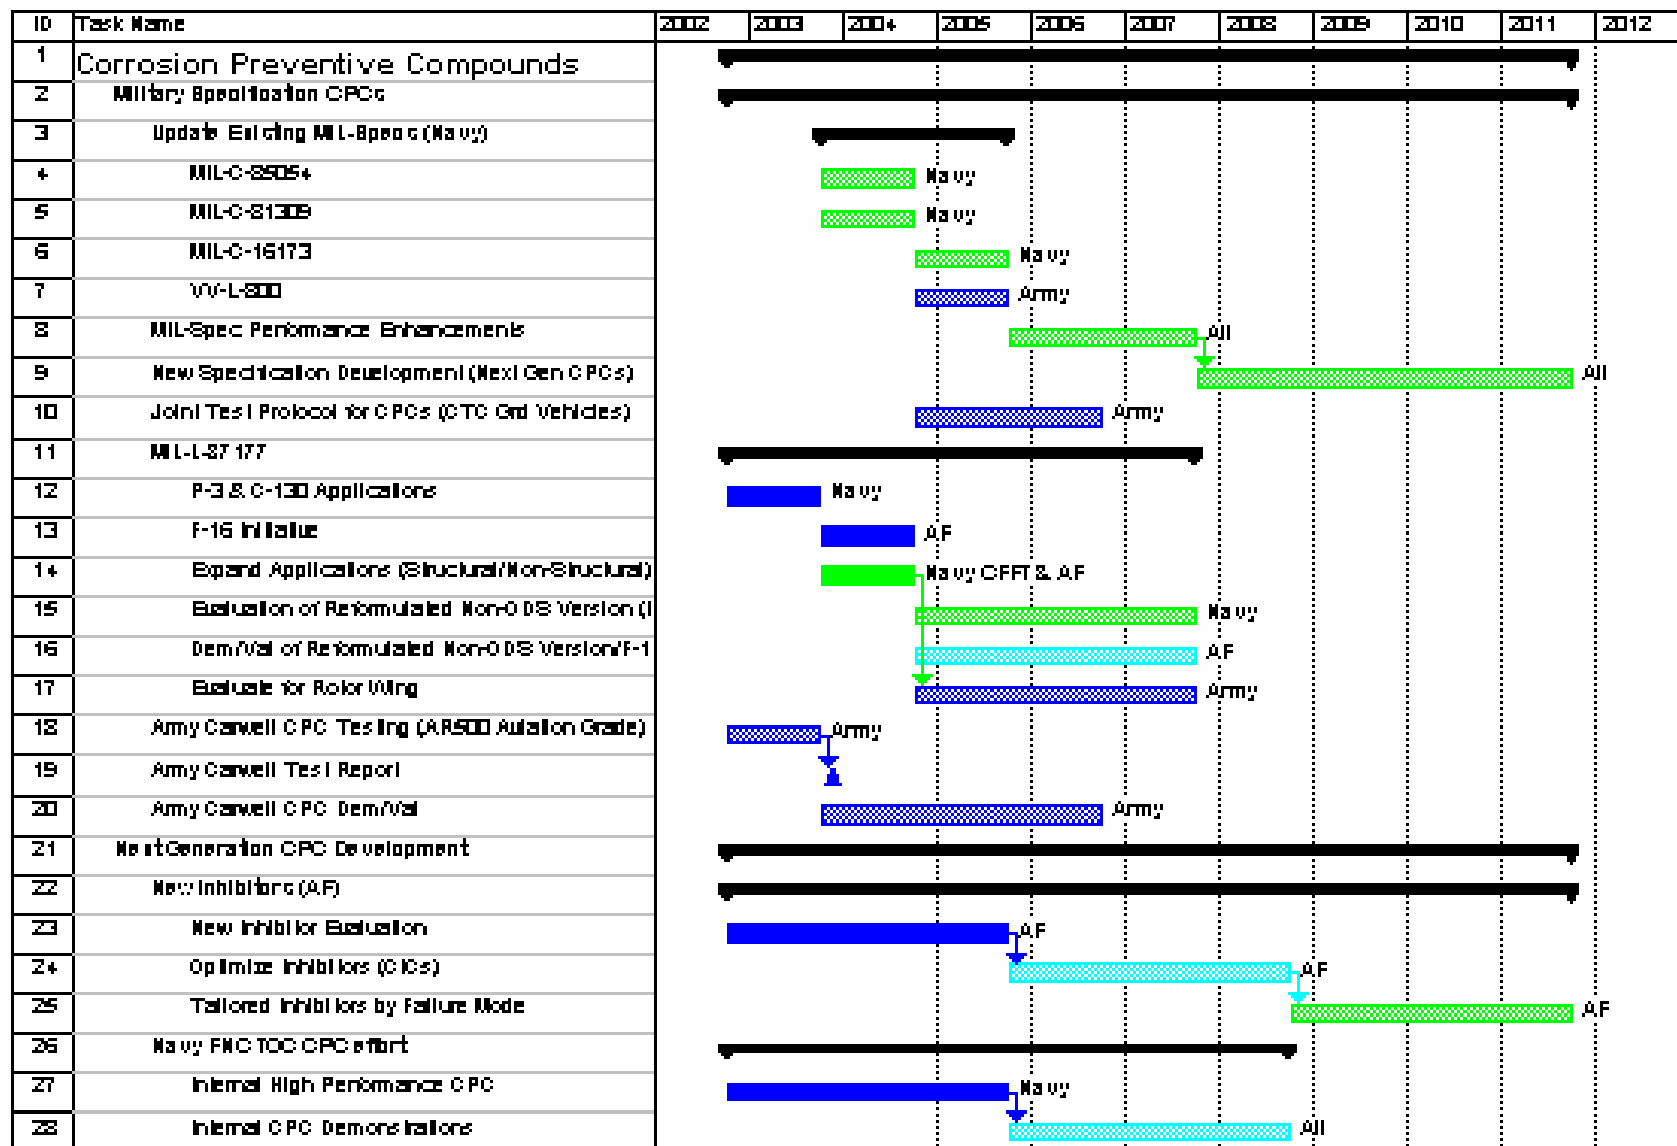 ID Task Name 2002 2003 2004 2005 2006 2007 2008 2009 2010 2011 2012
1 Corrosion Preventive Compounds
2 Military Specification CPCs
3 Update Existing MIL-Specs (Navy)
4 MIL-C-85054 Navy
5 MIL-C-81309 Navy
6 MIL-C-16173 Navy
7 VV-L-800 Army
8 MIL-Spec Performance Enhancements All
9 New Specification Development (Next Gen CPCs) All
10 Joint Test Protocol for CPCs (CTC Grd Vehicles) Army
11 MIL-L-87177
12 P-3 & C-130 Applications Navy
13 F-16 Initiative AF
14 Expand Applications (Structural/Non-Structural) Navy CFFT & AF
15 Evaluation of Reformulated Non-ODS Version ( Navy
16 Dem/Val of Reformulated Non-ODS Version/F-1 AF
17 Evaluate for Rotor Wing Army
18 Army Carwell CPC Testing (AR500 Aviation Grade) Army
19 Army Carwell Test Report
20 Army Carwell CPC Dem/Val Army
21 Next Generation CPC Development
22 New Inhibitors (AF)
23 New Inhibitor Evaluation AF
24 Optimize Inhibitors (CICs) AF
25 Tailored Inhibitors by Failure Mode AF
26 Navy FNC TOC CPC effort
27 Internal High Performance CPC Navy
28 Internal CPC Demonstrations All